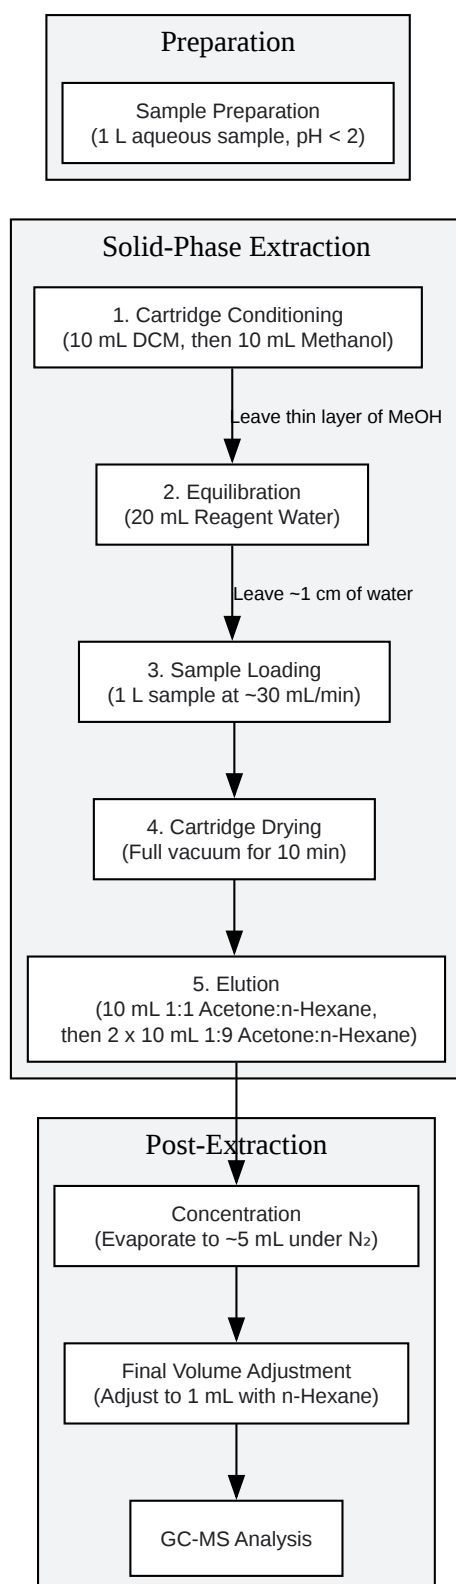 Preparation
Sample Preparation
(1 L aqueous sample, pH < 2)
Solid-Phase Extraction
1. Cartridge Conditioning
(10 mL DCM, then 10 mL Methanol)
Leave thin layer of MeOH
2. Equilibration
(20 mL Reagent Water)
Leave ~1 cm of water
3. Sample Loading
(1 L sample at ~30 mL/min)
4. Cartridge Drying
(Full vacuum for 10 min)
5. Elution
(10 mL 1:1 Acetone:n-Hexane,
then 2 x 10 mL 1:9 Acetone:n-Hexane)
Post-Extraction
Concentration
(Evaporate to ~5 mL under N₂)
Final Volume Adjustment
(Adjust to 1 mL with n-Hexane)
GC-MS Analysis